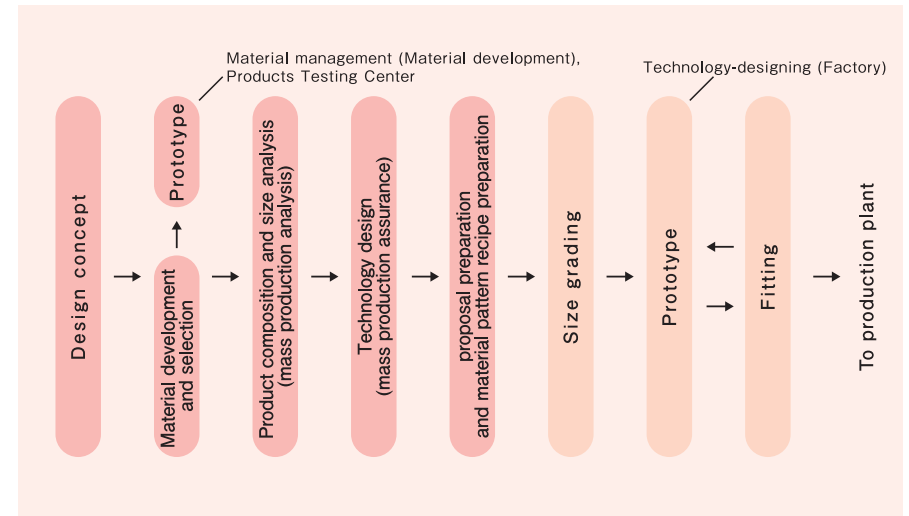 Material management (Material development),
Products Testing Center
Technology-designing (Factory)
Design concept
Prototype
Material development
and selection
Product composition and size analysis
(mass production analysis)
Technology design
(mass production assurance)
proposal preparation
and material pattern recipe preparation
Size grading
Prototype
Fitting
To production plant